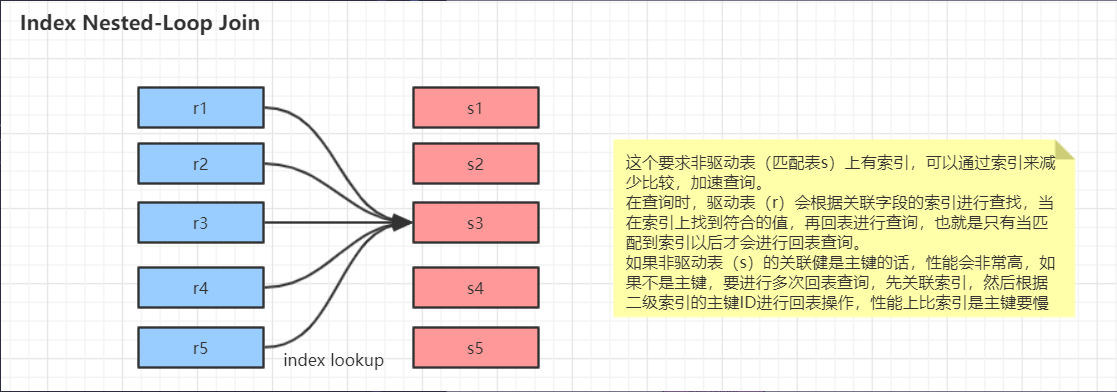 Index Nested-Loop Join
r1
s1
r2
s2
r3
s3
r4
s4
r5
s5
index lookup
这个要求非驱动表（匹配表s）上有索引，可以通过索引来减
少比较，加速查询。
在查询时，驱动表（r）会根据关联字段的索引进行查找，当
在索引上找到符合的值，再回表进行查询，也就是只有当匹
配到索引以后才会进行回表查询。
如果非驱动表（s）的关联健是主键的话，性能会非常高，如
果不是主键，要进行多次回表查询，先关联索引，然后根据
二级索引的主键ID进行回表操作，性能上比索引是主键要慢